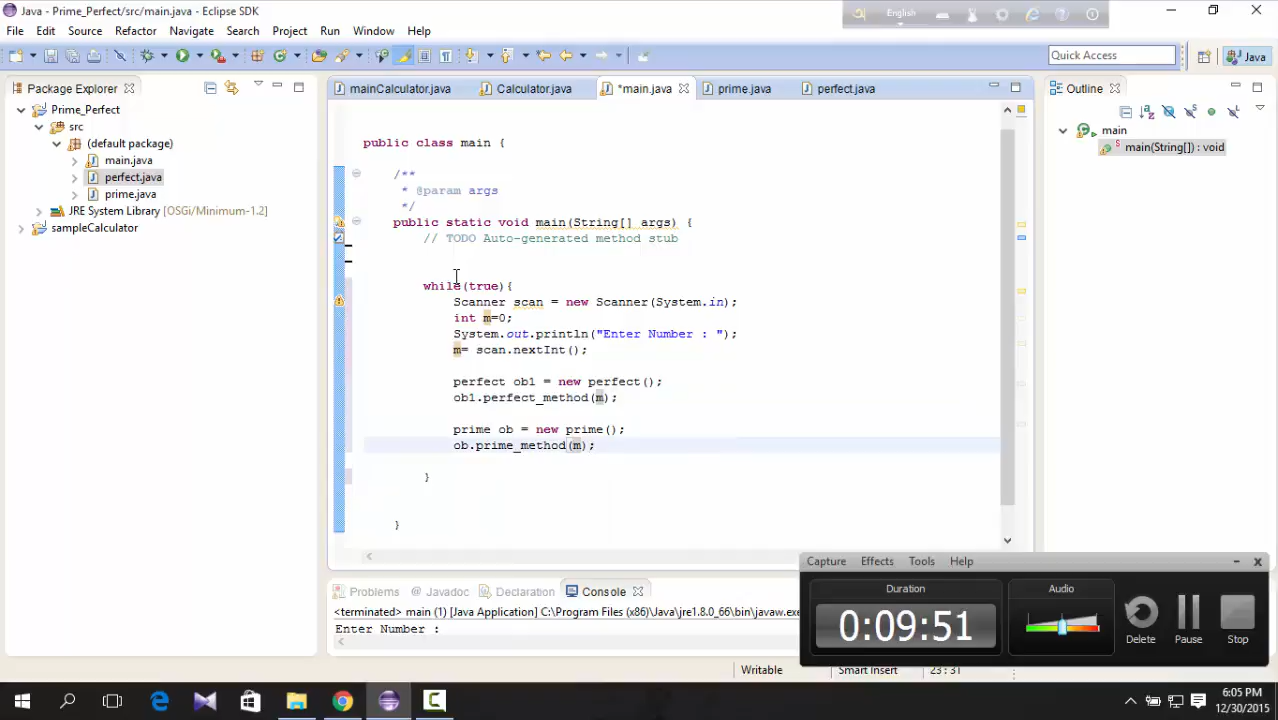 Java - Prime_Perfect/src/main.java - Eclipse SDK
English
File Edit Source Refactor Navigate Search Project Run Window Help
Quick Access
Java
Package Explorer
Prime_Perfect
src
(default package)
main.java
perfect.java
prime.java
JRE System Library [OSGi/Minimum-1.2]
sampleCalculator
mainCalculator.java
Calculator.java
*main.java
prime.java
perfect.java
public class main {
/**
* @param args
*/
public static void main(String[] args) {
// TODO Auto-generated method stub
while(true){
Scanner scan = new Scanner(System.in);
int m=0;
System.out.println("Enter Number : ");
m= scan.nextInt();
perfect ob1 = new perfect();
ob1.perfect_method(m);
prime ob = new prime();
ob.prime_method(m);
}
}
Outline
main
main(String[]) : void
Problems Javadoc Declaration Console
<terminated> main (1) [Java Application] C:\Program Files (x86)\Java\jre1.8.0_66\bin\javaw.exe
Enter Number :
Capture Effects Tools Help
Duration
0:09:51
Audio
Delete
Pause
Stop
Writable
Smart Insert
23:31
6:05 PM
12/30/2015